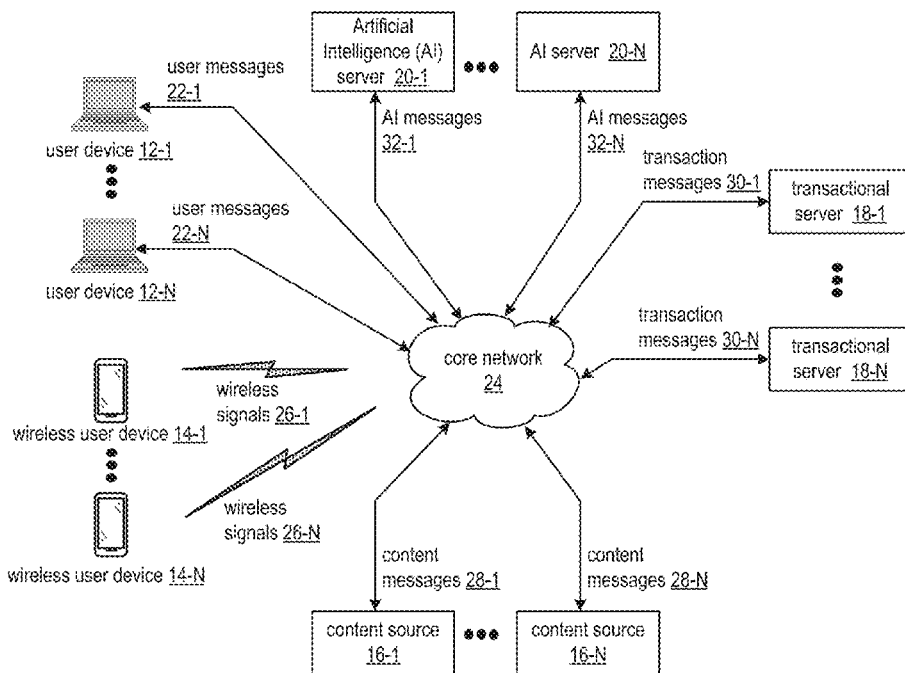 Artificial
Intelligence (AI)
server 20-1
AI server 20-N
user messages
22-1
AI messages
32-1
AI messages
32-N
user device 12-1
transaction
messages 30-1
transactional
server 18-1
user messages
22-N
user device 12-N
transaction
messages 30-N
transactional
server 18-N
core network
24
wireless
signals 26-1
wireless user device 14-1
wireless
signals 26-N
wireless user device 14-N
content
messages 28-1
content
messages 28-N
content source
16-1
content source
16-N